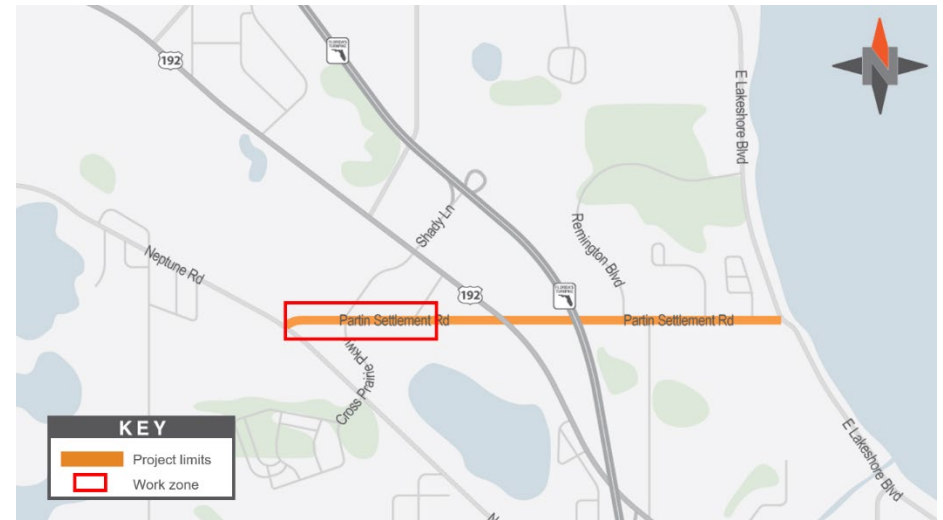 192
E Lakeshore Blvd
N
Shady Ln
Remington Blvd
Neptune Rd
192
Partin Settlement Rd
Partin Settlement Rd
Cross Prairie Pkwy
KEY
Project limits
Work zone
E Lakeshore Blvd
N